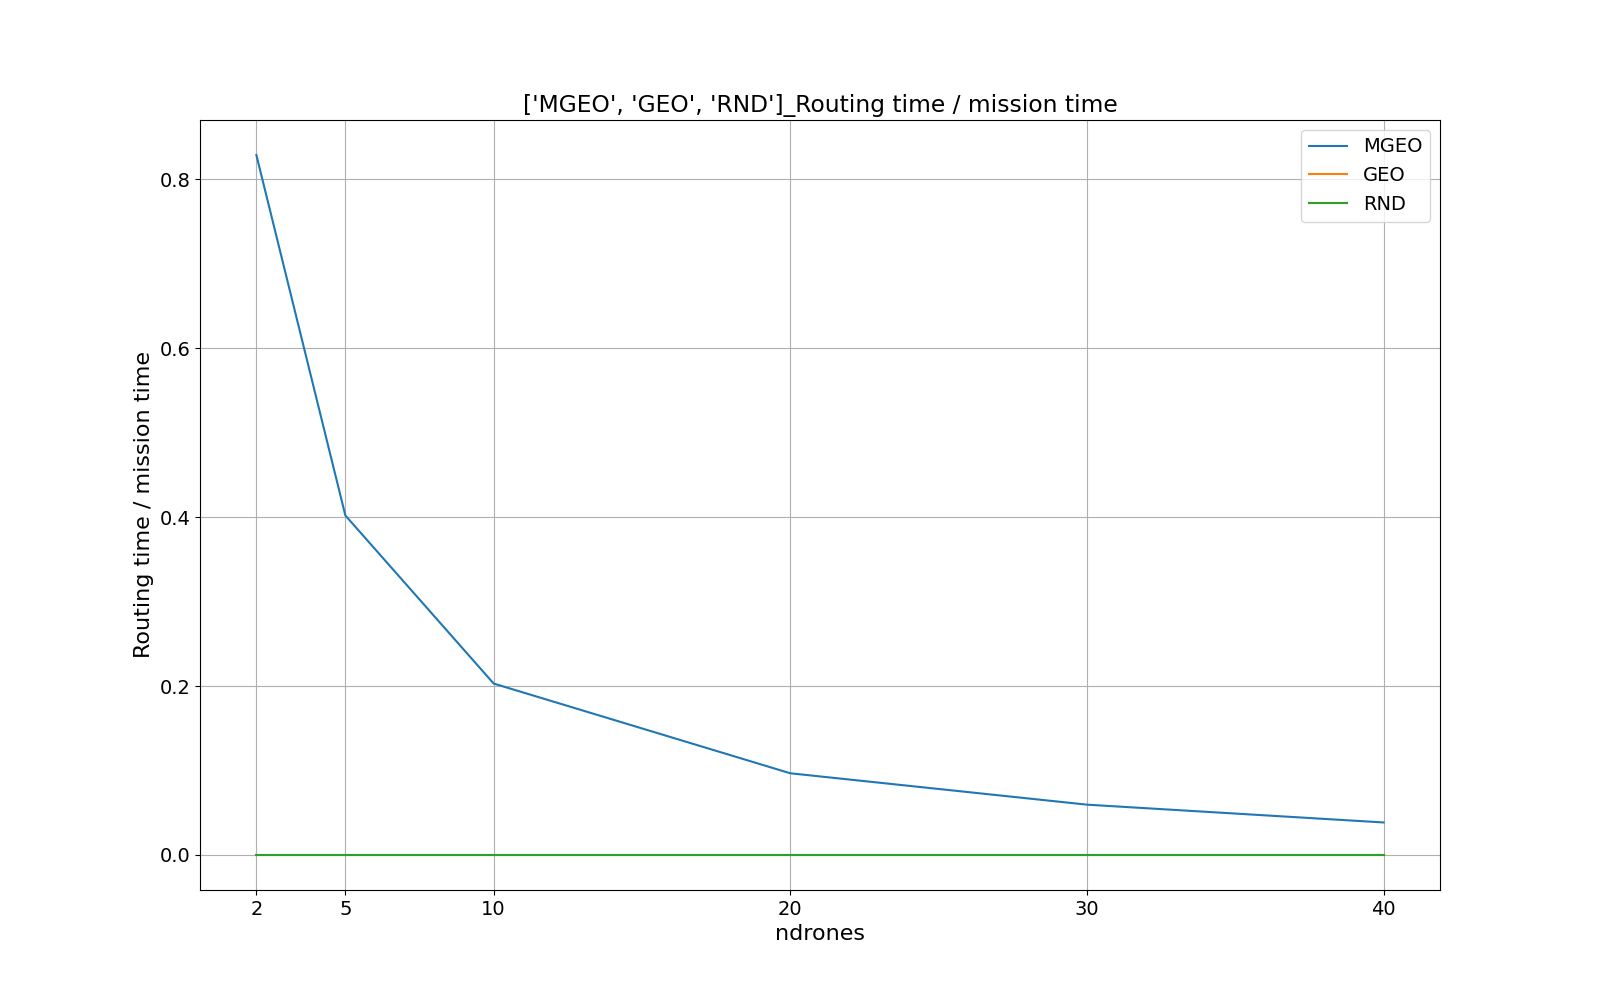 ['MGEO', 'GEO', 'RND']_Routing time / mission time
MGEO
GEO
RND
Routing time / mission time
0.8
0.6
0.4
0.2
0.0
2 5 10 20 30 40
ndrones